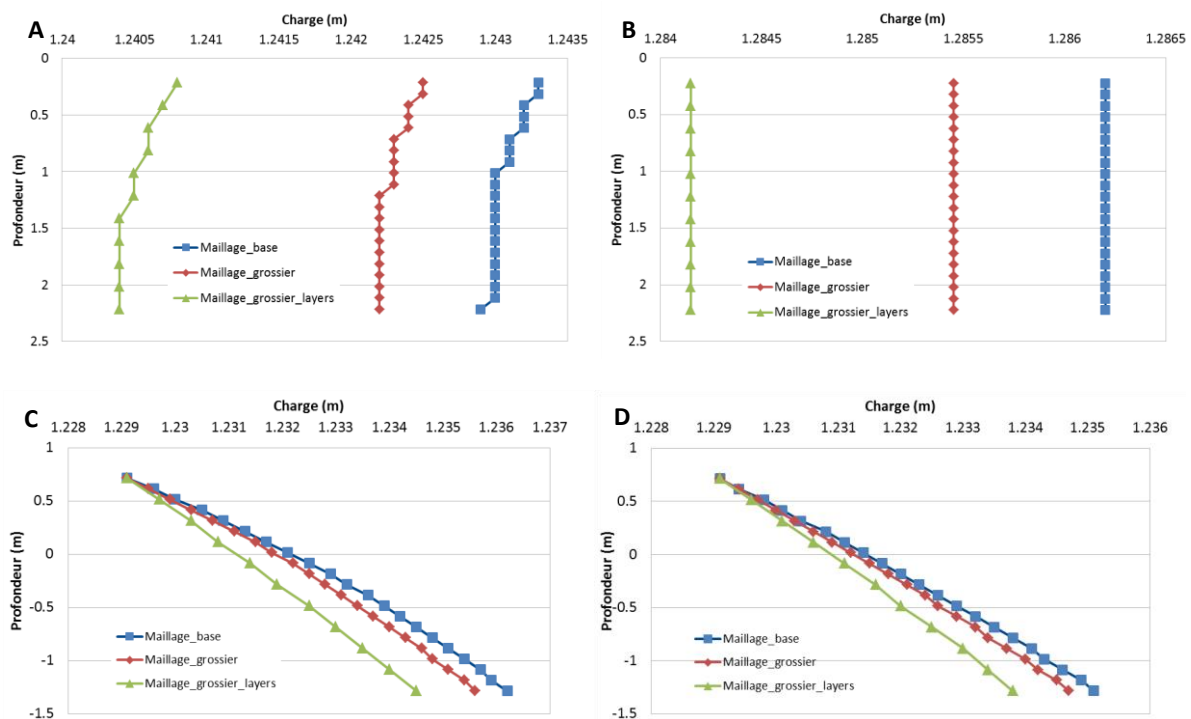 A
Charge (m)
1.24 1.2405 1.241 1.2415 1.242 1.2425 1.243 1.2435
Profondeur (m)
0
0.5
1
1.5
2
2.5
Maillage_base
Maillage_grossier
Maillage_grossier_layers
B
Charge (m)
1.284 1.2845 1.285 1.2855 1.286 1.2865
Profondeur (m)
0
0.5
1
1.5
2
2.5
Maillage_base
Maillage_grossier
Maillage_grossier_layers
C
Charge (m)
1.228 1.229 1.23 1.231 1.232 1.233 1.234 1.235 1.236 1.237
Profondeur (m)
1
0.5
0
-0.5
-1
-1.5
Maillage_base
Maillage_grossier
Maillage_grossier_layers
D
Charge (m)
1.228 1.229 1.23 1.231 1.232 1.233 1.234 1.235 1.236
Profondeur (m)
1
0.5
0
-0.5
-1
-1.5
Maillage_base
Maillage_grossier
Maillage_grossier_layers